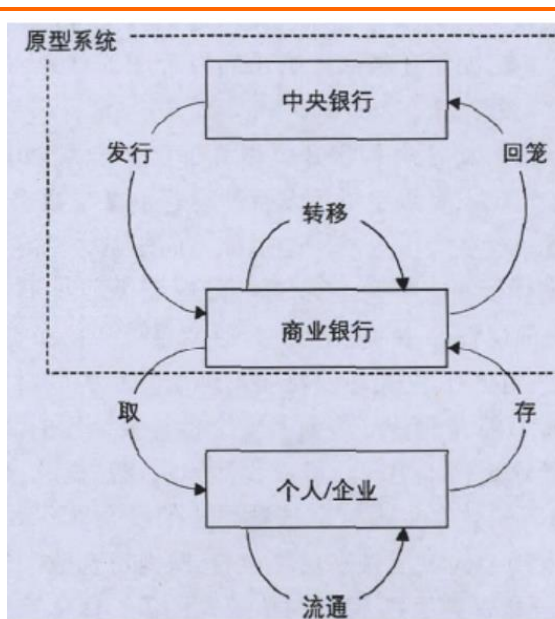 原型系统
中央银行
发行
回笼
转移
商业银行
取
存
个人/企业
流通